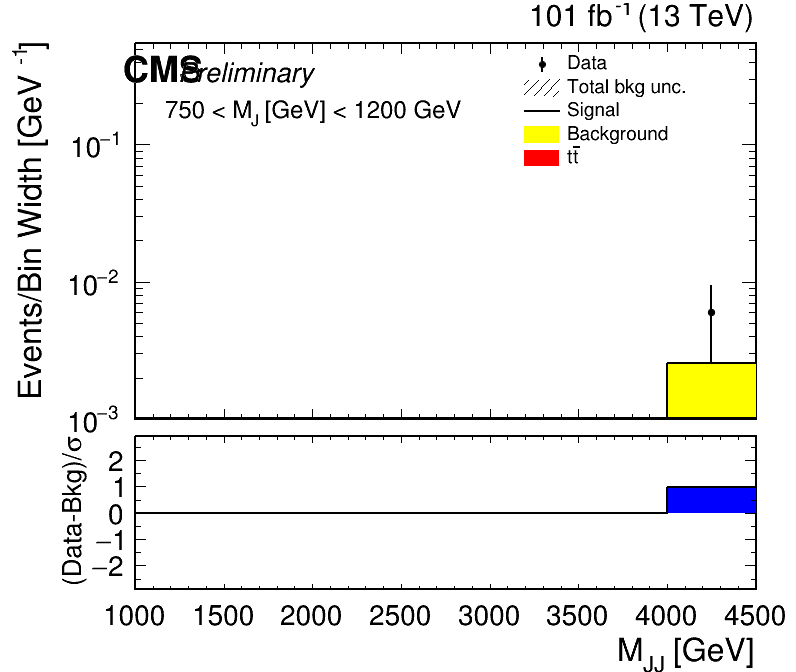 101 fb⁻¹ (13 TeV)
CMS Preliminary
750 < M_J [GeV] < 1200 GeV
Data
Total bkg unc.
Signal
Background
tt̄
Events/Bin Width [GeV⁻¹]
10⁻¹
10⁻²
10⁻³
(Data-Bkg)/σ
2
1
0
−1
−2
1000 1500 2000 2500 3000 3500 4000 4500
M_JJ [GeV]